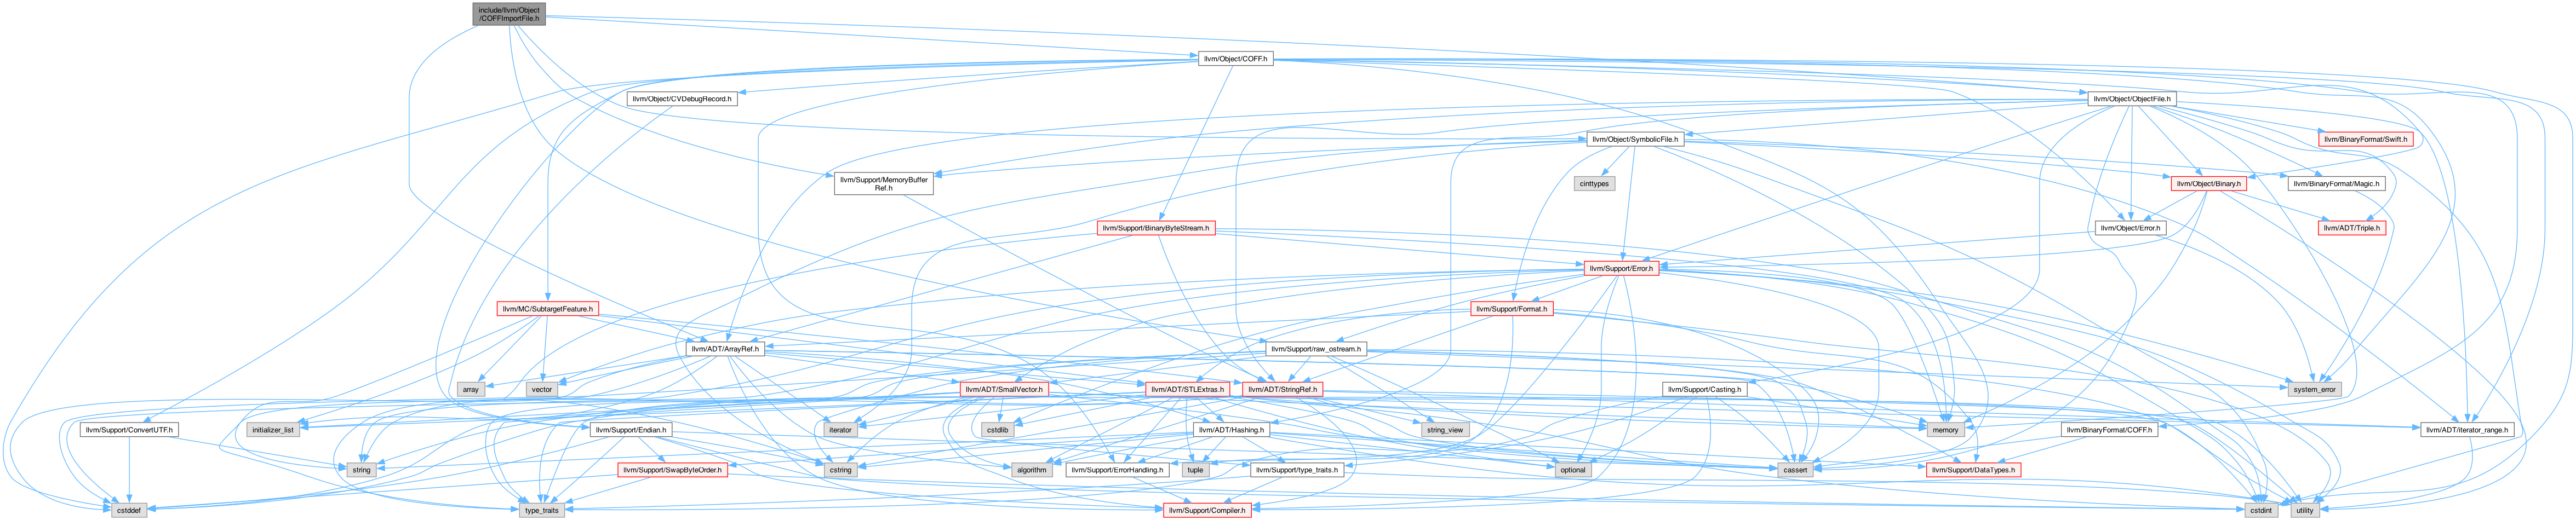 include/llvm/Object
/COFFImportFile.h
llvm/Object/COFF.h
llvm/Object/CVDebugRecord.h
llvm/Object/ObjectFile.h
llvm/Object/SymbolicFile.h
llvm/BinaryFormat/Swift.h
llvm/Support/MemoryBuffer
Ref.h
cinttypes
llvm/Object/Binary.h
llvm/BinaryFormat/Magic.h
llvm/Support/BinaryByteStream.h
llvm/Object/Error.h
llvm/ADT/Triple.h
llvm/Support/Error.h
llvm/MC/SubtargetFeature.h
llvm/Support/Format.h
llvm/ADT/ArrayRef.h
llvm/Support/raw_ostream.h
array
vector
llvm/ADT/SmallVector.h
llvm/ADT/STLExtras.h
llvm/ADT/StringRef.h
llvm/Support/Casting.h
system_error
llvm/Support/ConvertUTF.h
initializer_list
llvm/Support/Endian.h
iterator
cstdlib
llvm/ADT/Hashing.h
string_view
memory
llvm/BinaryFormat/COFF.h
llvm/ADT/iterator_range.h
string
llvm/Support/SwapByteOrder.h
cstring
algorithm
llvm/Support/ErrorHandling.h
tuple
llvm/Support/type_traits.h
optional
cassert
llvm/Support/DataTypes.h
cstddef
type_traits
llvm/Support/Compiler.h
cstdint
utility